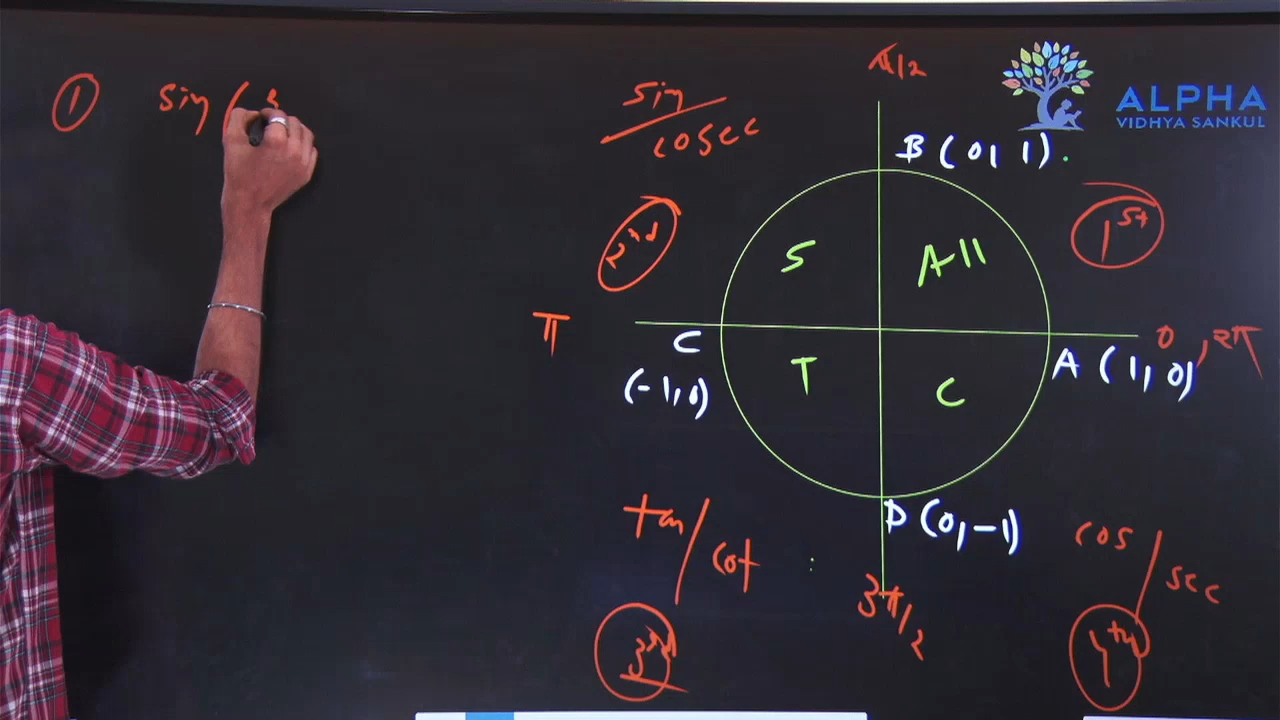 ① sin ( 3
sin
cosec
π/2
ALPHA
VIDHYA SANKUL
B (0, 1).
2nd
S
All
1st
π
C
(-1, 0)
0, 2π
A (1, 0)
T
C
tan / cot
D (0, -1)
cos / sec
3π/2
3rd
4th